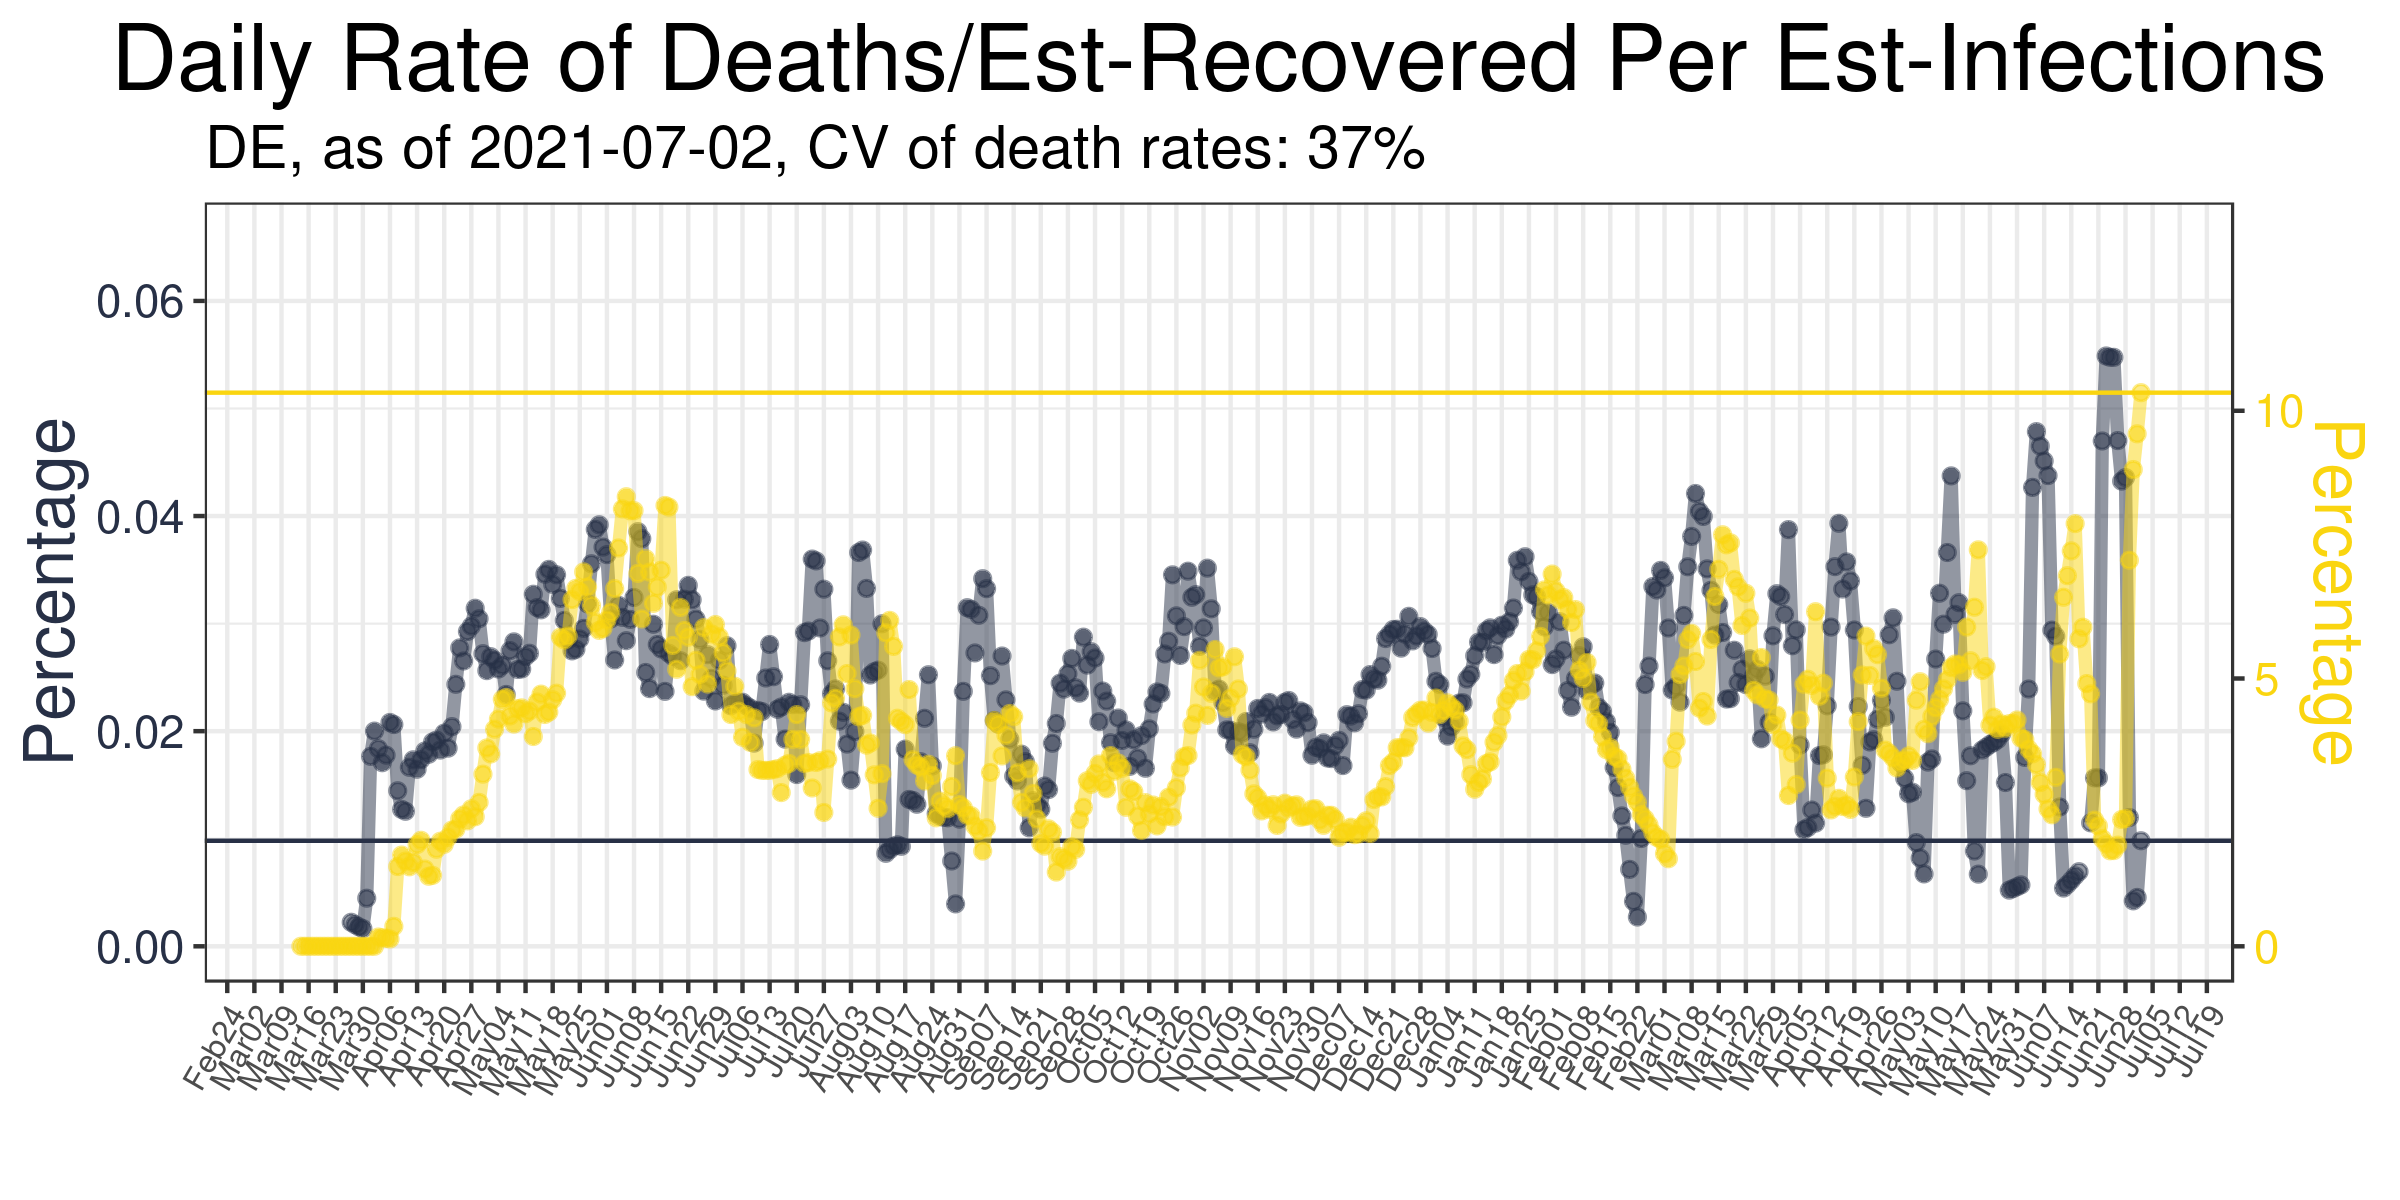 Daily Rate of Deaths/Est-Recovered Per Est-Infections
DE, as of 2021-07-02, CV of death rates: 37%
Percentage
0.06
0.04
0.02
0.00
10
5
0
Percentage
Feb24
Mar02
Mar09
Mar16
Mar23
Mar30
Apr06
Apr13
Apr20
Apr27
May04
May11
May18
May25
Jun01
Jun08
Jun15
Jun22
Jun29
Jul06
Jul13
Jul20
Jul27
Aug03
Aug10
Aug17
Aug24
Aug31
Sep07
Sep14
Sep21
Sep28
Oct05
Oct12
Oct19
Oct26
Nov02
Nov09
Nov16
Nov23
Nov30
Dec07
Dec14
Dec21
Dec28
Jan04
Jan11
Jan18
Jan25
Feb01
Feb08
Feb15
Feb22
Mar01
Mar08
Mar15
Mar22
Mar29
Apr05
Apr12
Apr19
Apr26
May03
May10
May17
May24
May31
Jun07
Jun14
Jun21
Jun28
Jul05
Jul12
Jul19